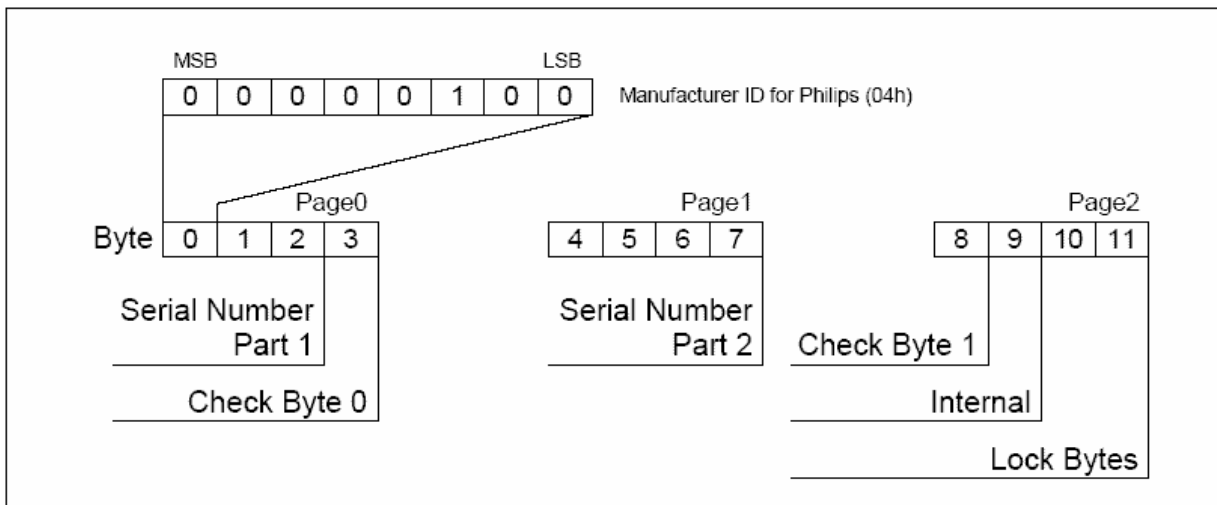 MSB LSB
0 0 0 0 0 1 0 0 Manufacturer ID for Philips (04h)
Page0 Page1 Page2
Byte 0 1 2 3 4 5 6 7 8 9 10 11
Serial Number
Part 1
Check Byte 0
Serial Number
Part 2
Check Byte 1
Internal
Lock Bytes